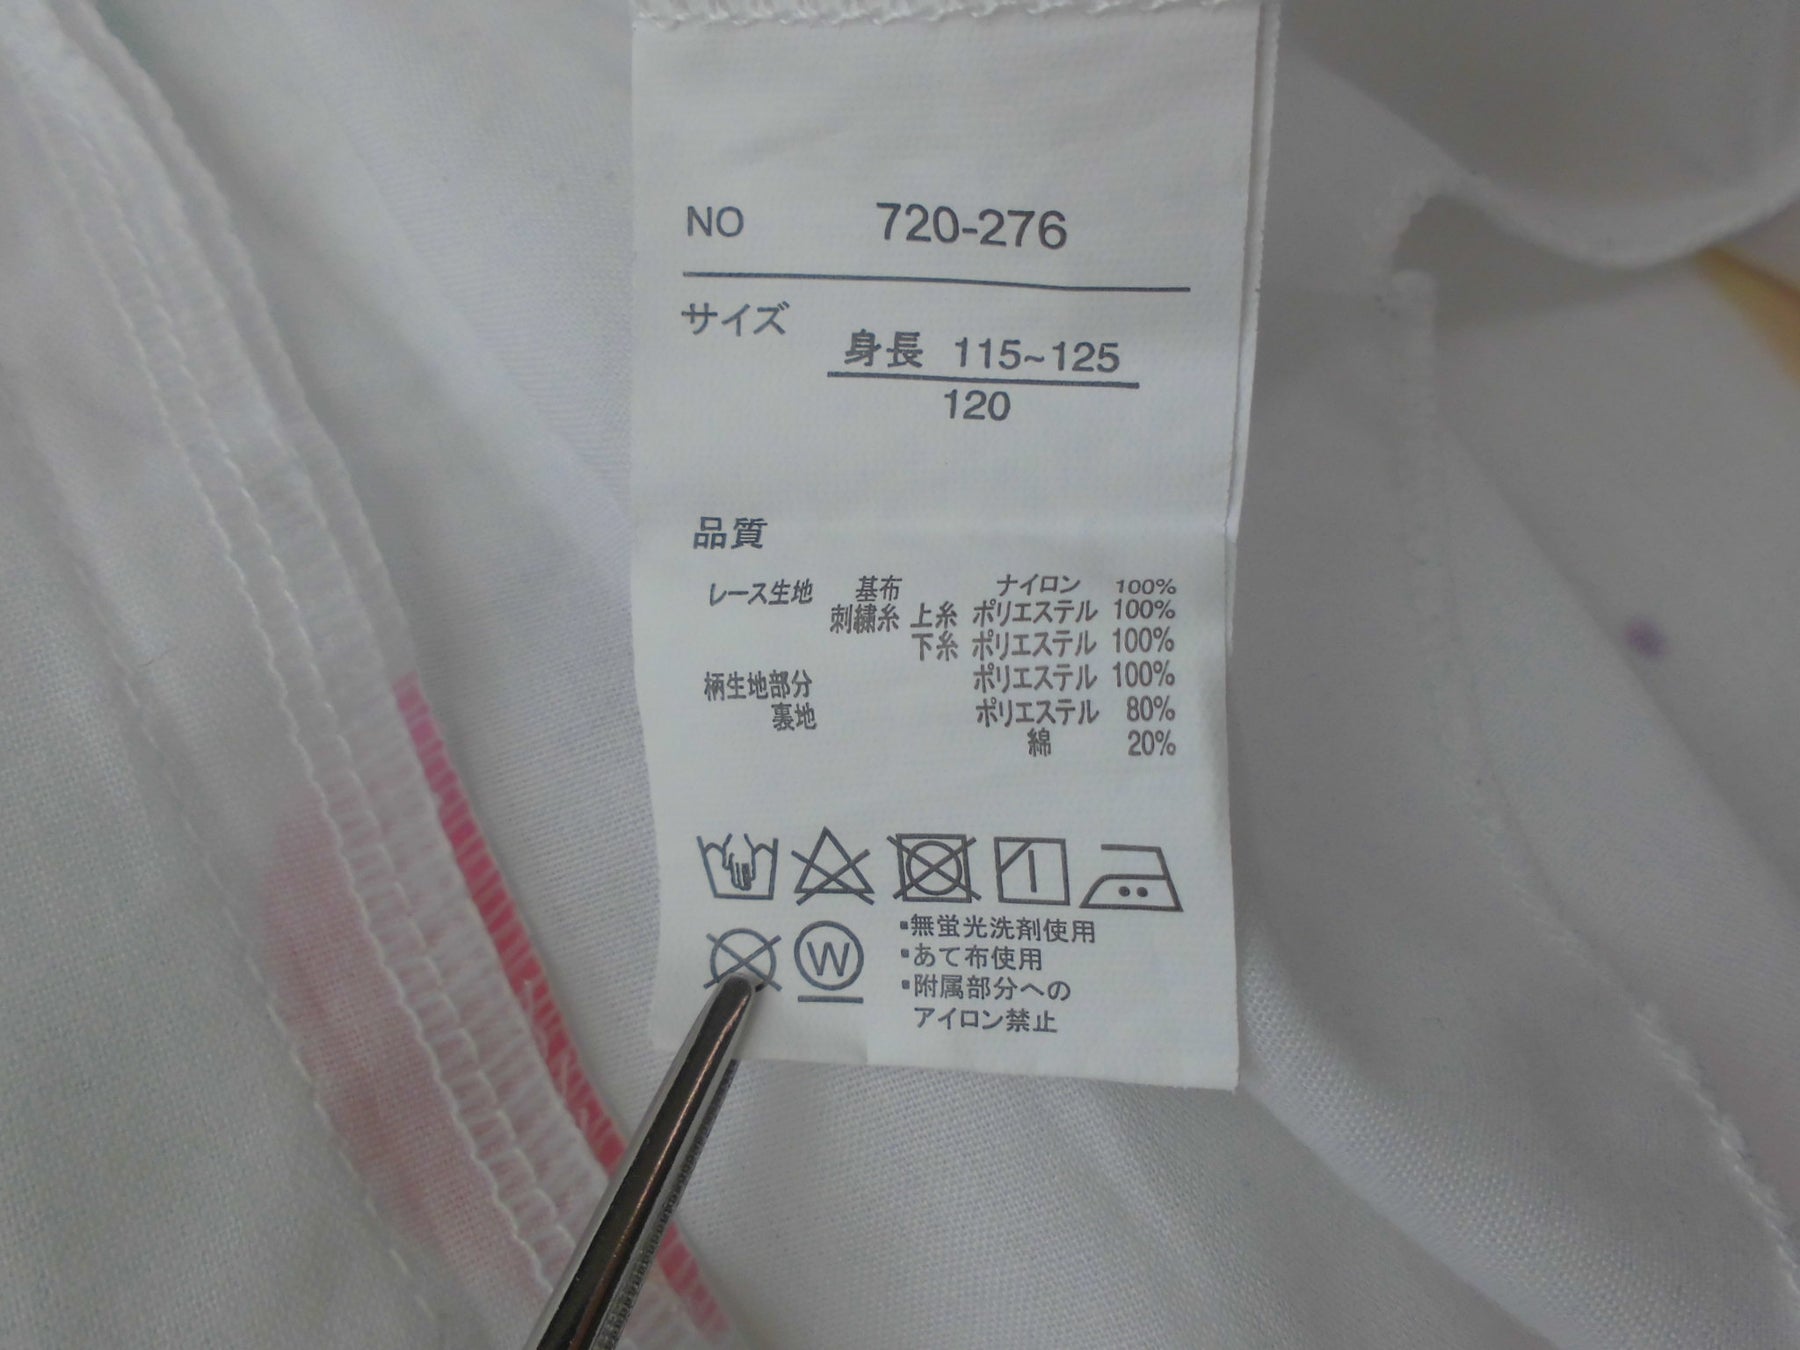 NO 720-276
サイズ
身長 115~125
120
品質
レース生地 基布 ナイロン 100%
刺繍糸 上糸 ポリエステル 100%
下糸 ポリエステル 100%
柄生地部分 ポリエステル 100%
裏地 ポリエステル 80%
綿 20%
W
・無蛍光洗剤使用
・あて布使用
・附属部分への
アイロン禁止